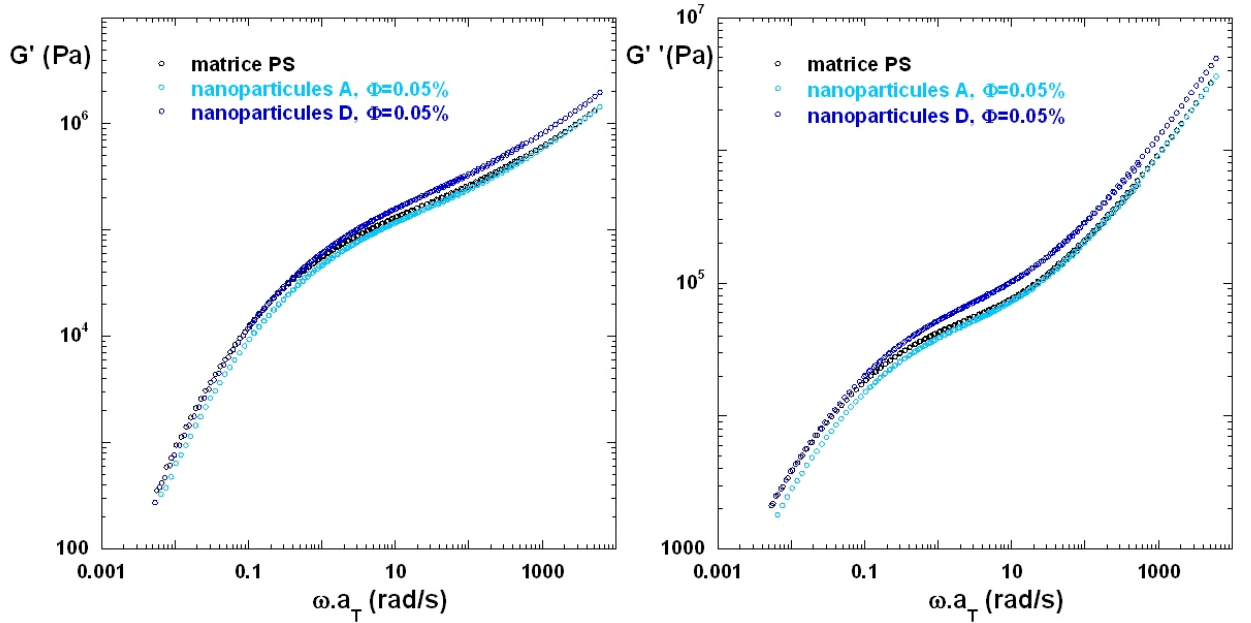 G' (Pa)
matrice PS
nanoparticules A, Φ=0.05%
nanoparticules D, Φ=0.05%
10⁶
10⁴
100
0.001
0.1
10
1000
ω.a_T (rad/s)
10⁷
G' '(Pa)
matrice PS
nanoparticules A, Φ=0.05%
nanoparticules D, Φ=0.05%
10⁵
1000
0.001
0.1
10
1000
ω.a_T (rad/s)